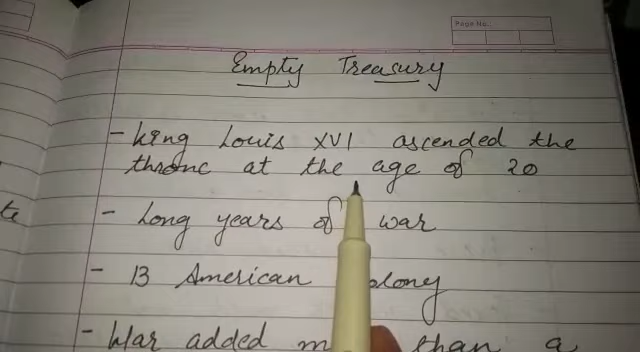 Page No.
Empty Treasury
- King Louis XVI ascended the
throne at the age of 20
te
- Long years of war
- 13 American
- War added than a